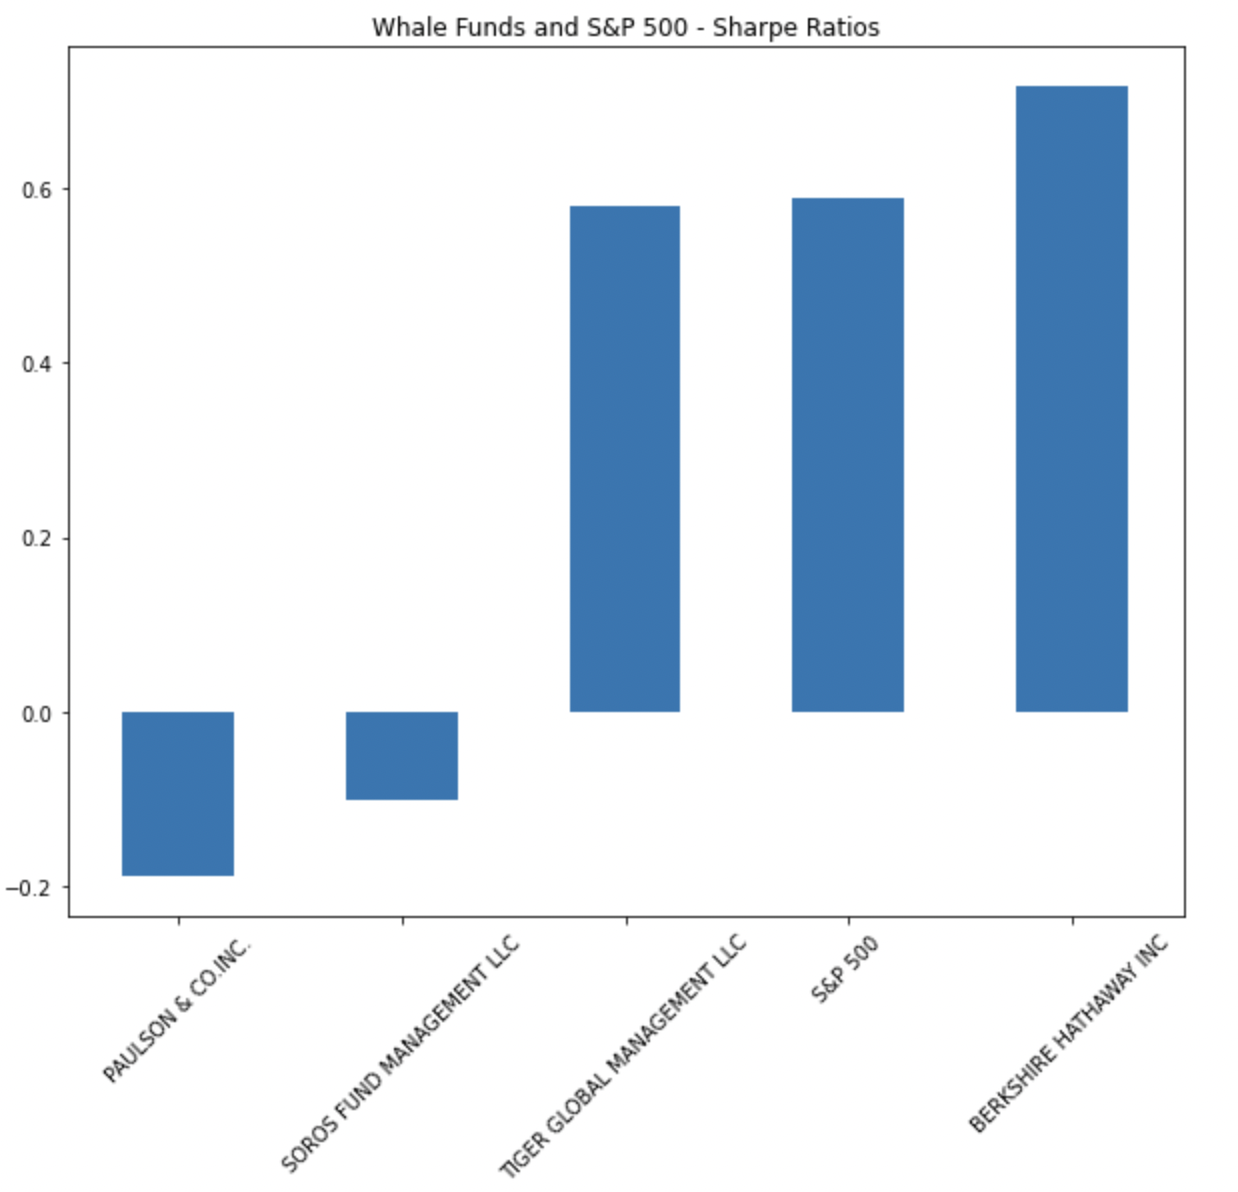 Whale Funds and S&P 500 - Sharpe Ratios
0.6
0.4
0.2
0.0
−0.2
PAULSON & CO.INC.
SOROS FUND MANAGEMENT LLC
TIGER GLOBAL MANAGEMENT LLC
S&P 500
BERKSHIRE HATHAWAY INC